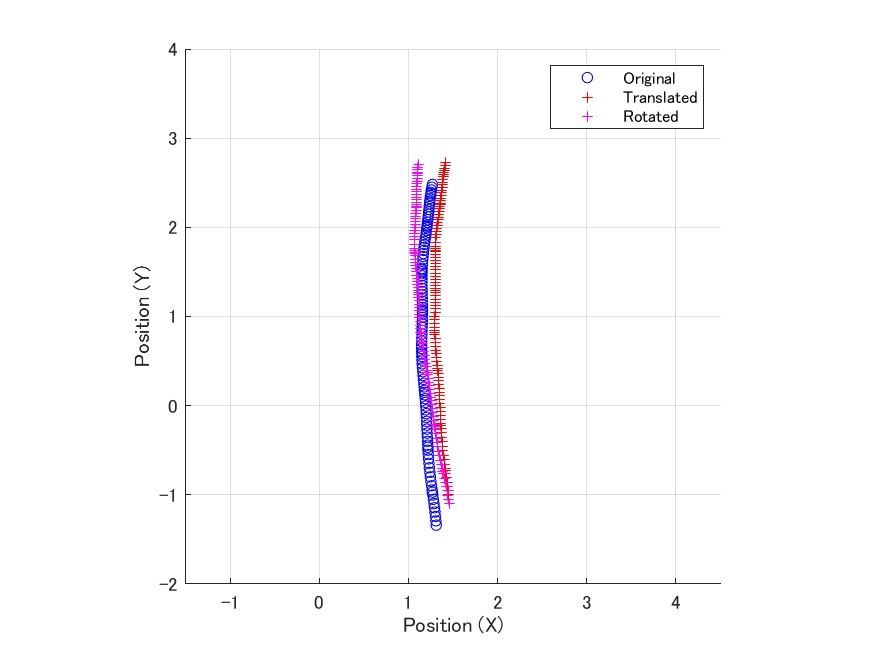 4
3
2
1
0
−1
−2
−1
0
1
2
3
4
Position (X)
Position (Y)
Original
Translated
Rotated